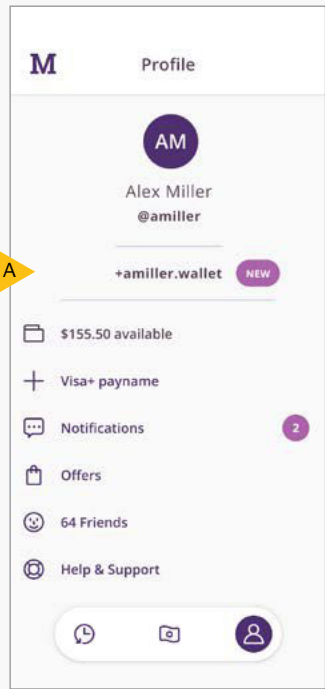 M Profile
AM
Alex Miller
@amiller
A
+amiller.wallet NEW
$155.50 available
Visa+ payname
Notifications 2
Offers
64 Friends
Help & Support